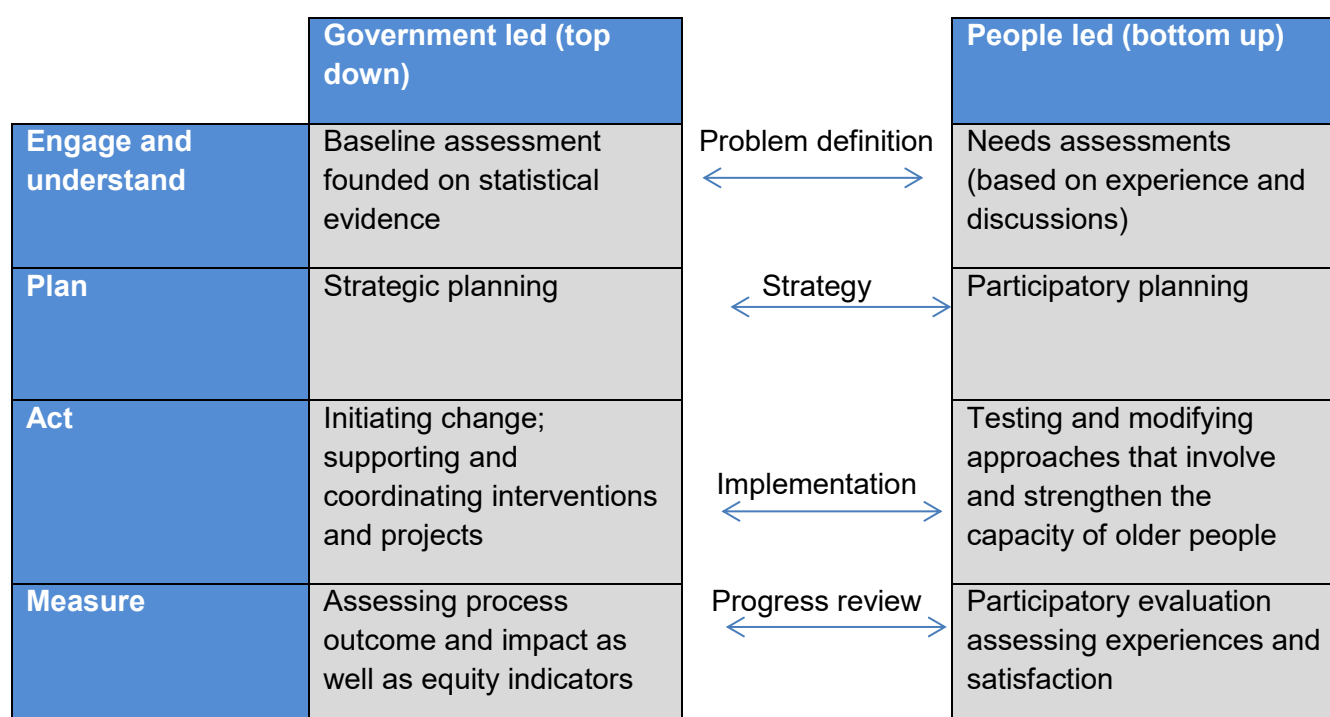 Government led (top
down)
People led (bottom up)
Engage and
understand
Baseline assessment
founded on statistical
evidence
Problem definition
Needs assessments
(based on experience and
discussions)
Plan
Strategic planning
Strategy
Participatory planning
Act
Initiating change;
supporting and
coordinating interventions
and projects
Implementation
Testing and modifying
approaches that involve
and strengthen the
capacity of older people
Measure
Assessing process
outcome and impact as
well as equity indicators
Progress review
Participatory evaluation
assessing experiences and
satisfaction